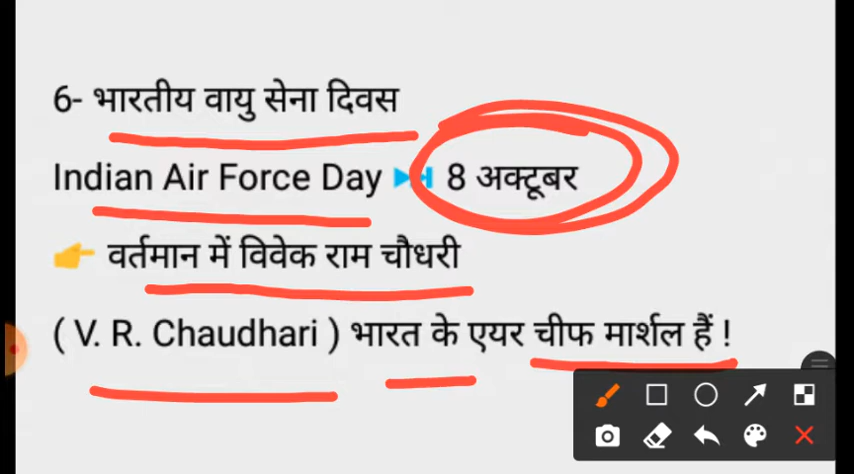 6- भारतीय वायु सेना दिवस
Indian Air Force Day ⏭ 8 अक्टूबर
👉 वर्तमान में विवेक राम चौधरी
( V. R. Chaudhari ) भारत के एयर चीफ मार्शल हैं !